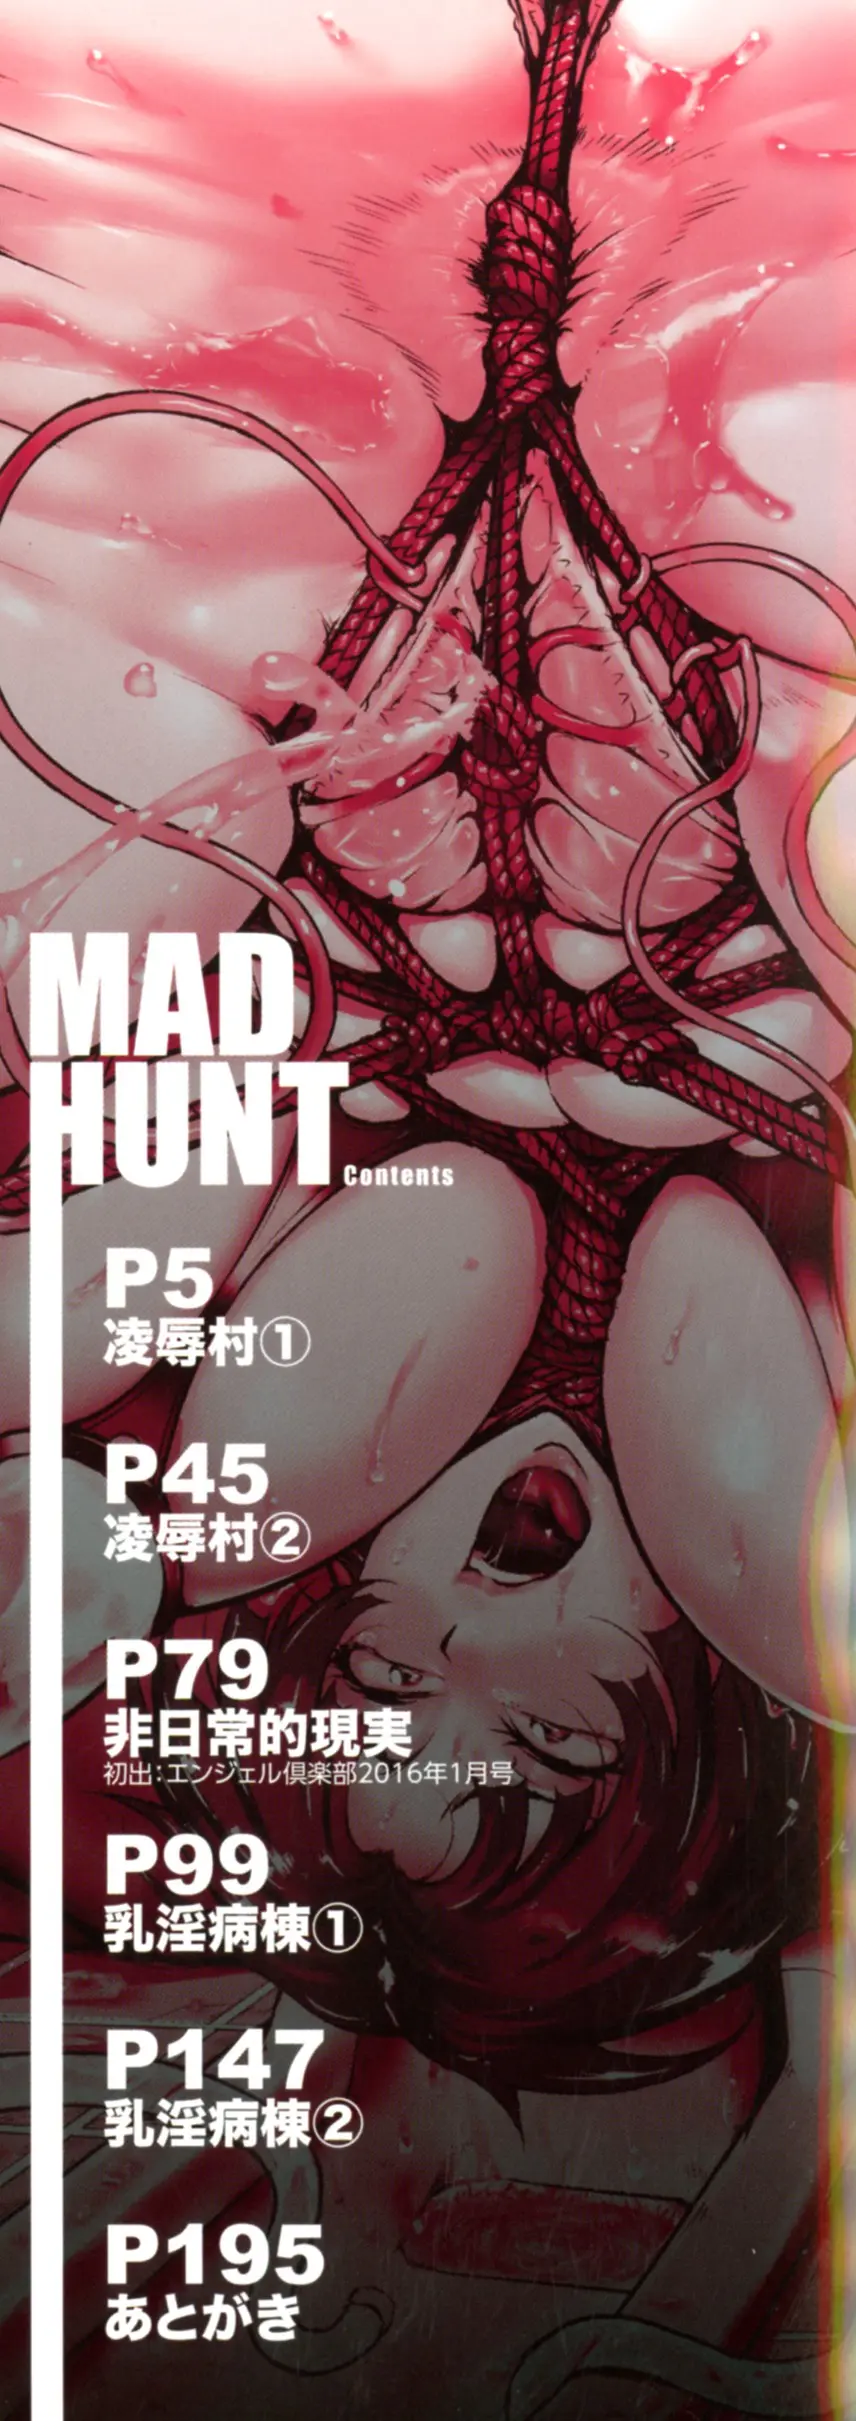 MAD
HUNT
Contents
P5
凌辱村①
P45
凌辱村②
P79
非日常的現実
初出：エンジェル倶楽部2016年1月号
P99
乳淫病棟①
P147
乳淫病棟②
P195
あとがき